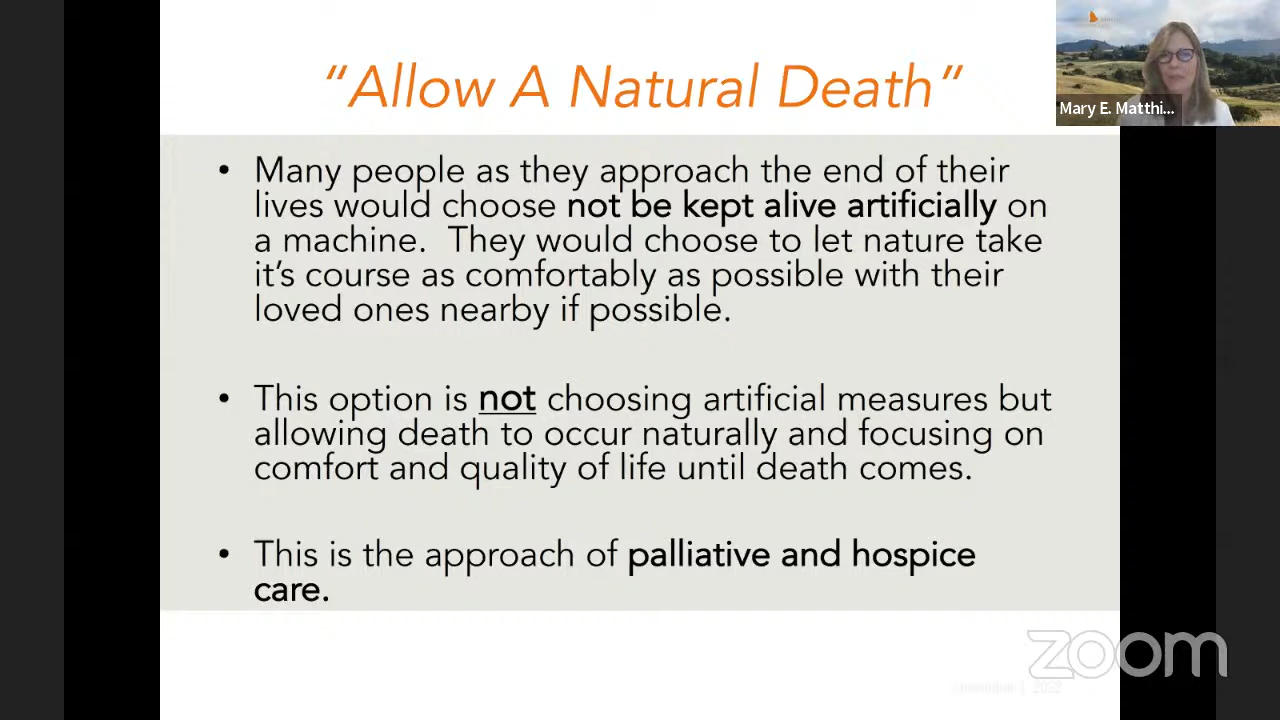 “Allow A Natural Death”
Mary E. Matthi...
• Many people as they approach the end of their
lives would choose not be kept alive artificially on
a machine.  They would choose to let nature take
it’s course as comfortably as possible with their
loved ones nearby if possible.
• This option is not choosing artificial measures but
allowing death to occur naturally and focusing on
comfort and quality of life until death comes.
• This is the approach of palliative and hospice
care.
zoom